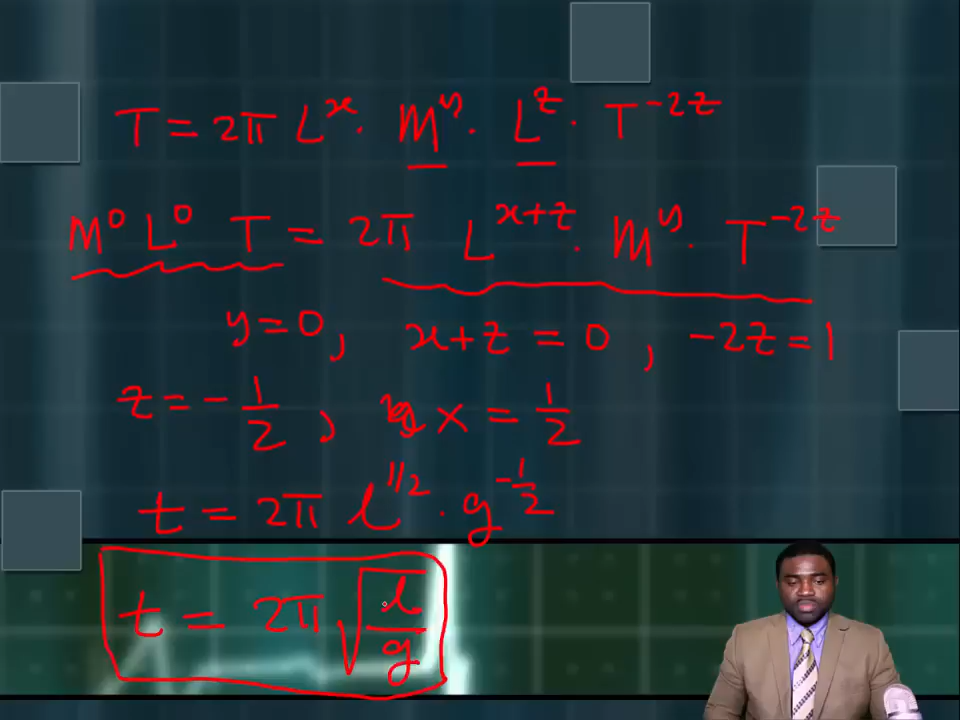 T = 2π L^x · M^y · L^z · T^-2z
M^0 L^0 T = 2π L^x+z · M^y · T^-2z
y = 0, x+z = 0, -2z = 1
z = -1/2, x = 1/2
t = 2π l^1/2 · g^-1/2
t = 2π √(l/g)